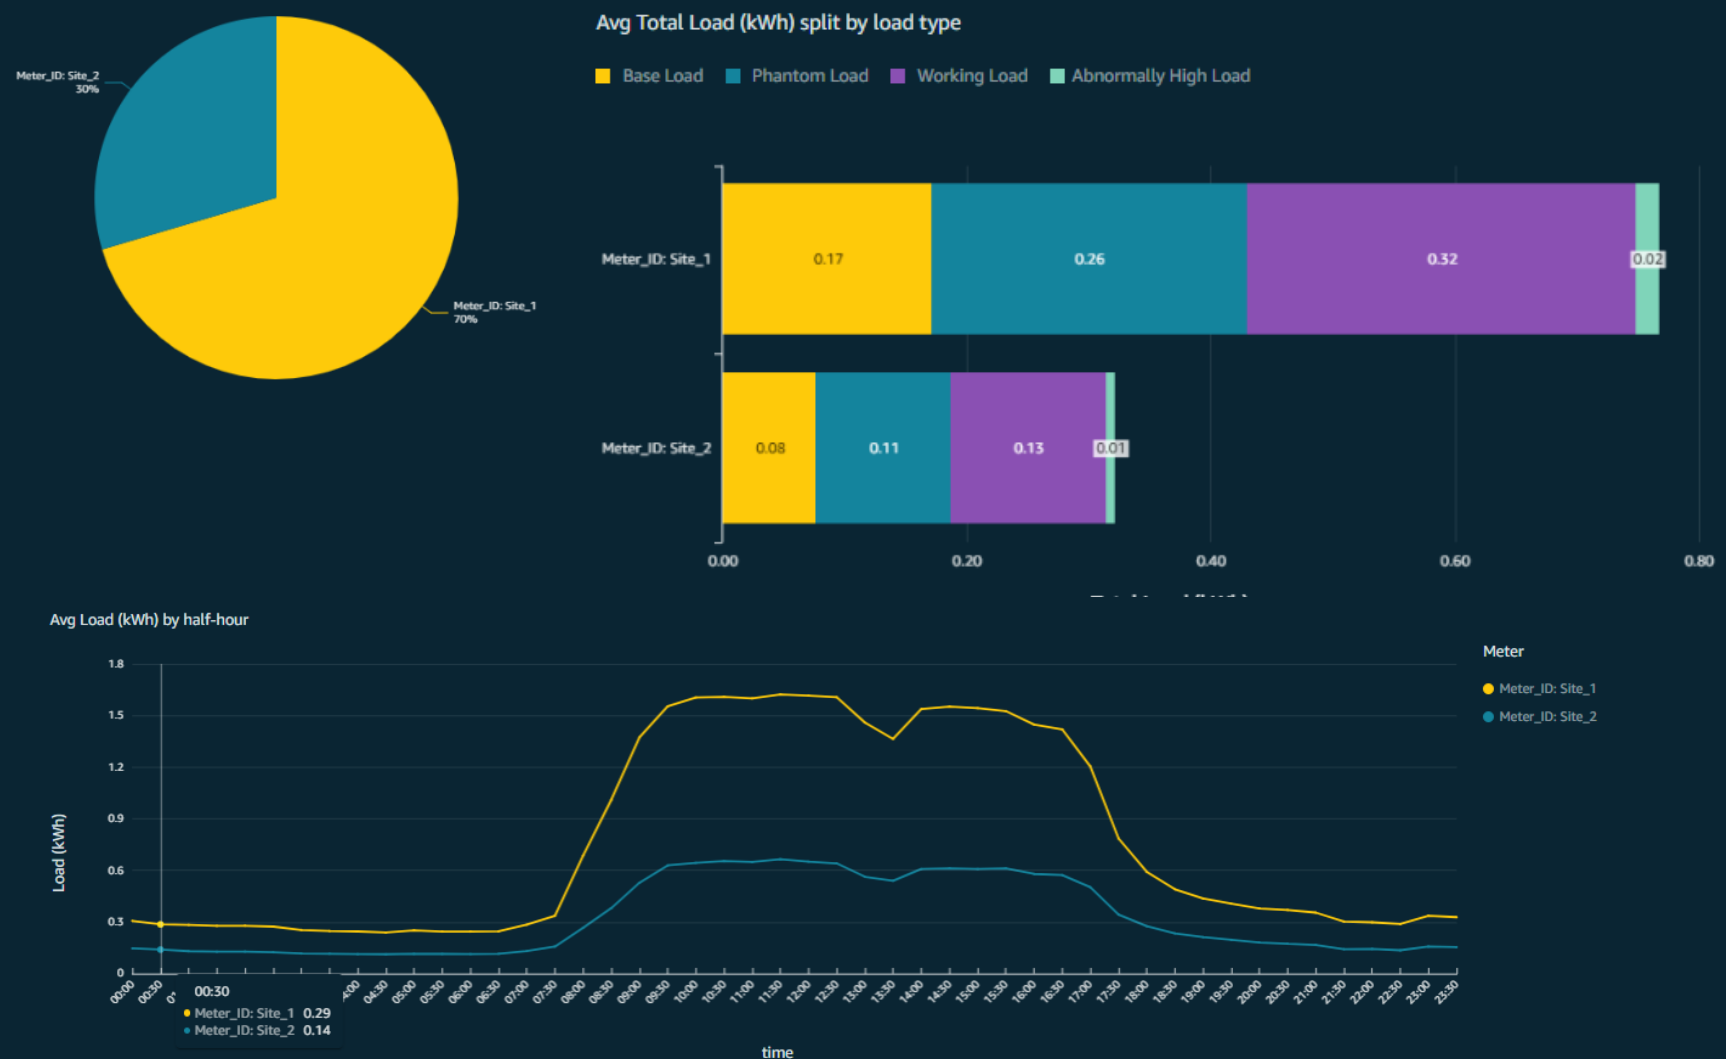 Meter_ID: Site_2
30%
Meter_ID: Site_1
70%
Avg Total Load (kWh) split by load type
Base Load Phantom Load Working Load Abnormally High Load
Meter_ID: Site_1 0.17 0.26 0.32 0.02
Meter_ID: Site_2 0.08 0.11 0.13 0.01
0.00 0.20 0.40 0.60 0.80
Avg Load (kWh) by half-hour
Meter
Meter_ID: Site_1
Meter_ID: Site_2
1.8
1.5
1.2
0.9
0.6
0.3
0
Load (kWh)
00:00 00:30 04:30 05:00 05:30 06:00 06:30 07:00 07:30 08:00 08:30 09:00 09:30 10:00 10:30 11:00 11:30 12:00 12:30 13:00 13:30 14:00 14:30 15:00 15:30 16:00 16:30 17:00 17:30 18:00 18:30 19:00 19:30 20:00 20:30 21:00 21:30 22:00 22:30 23:00 23:30
00:30
Meter_ID: Site_1 0.29
Meter_ID: Site_2 0.14
time